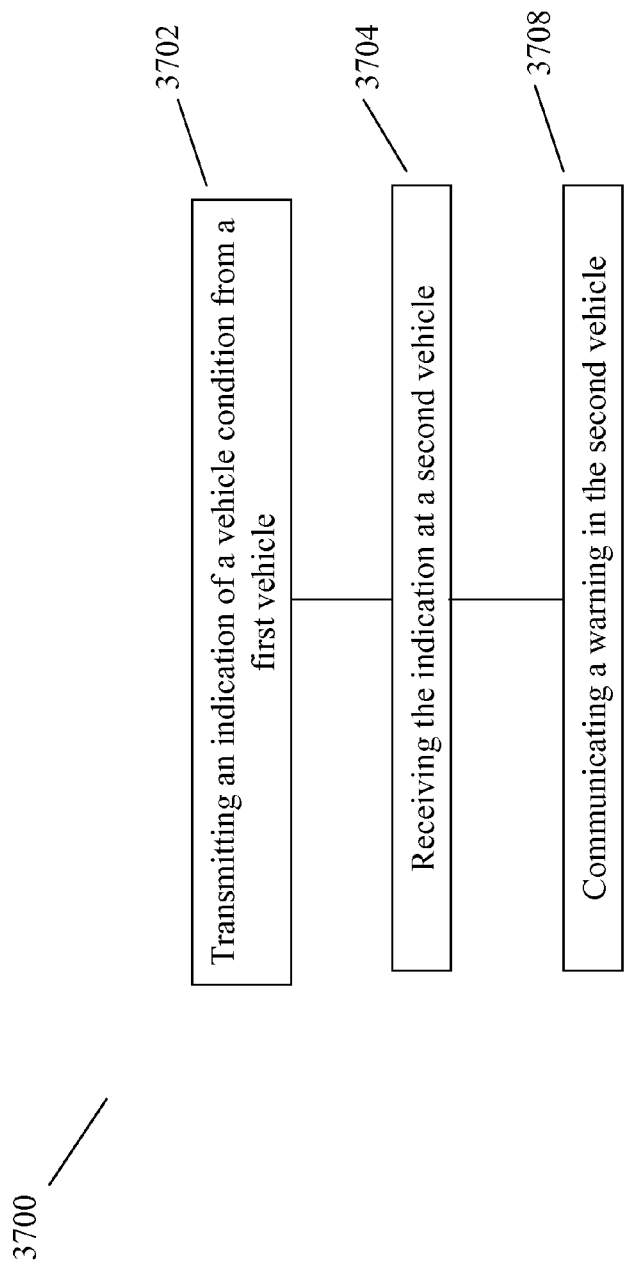 3700
3702
Transmitting an indication of a vehicle condition from a
first vehicle
3704
Receiving the indication at a second vehicle
3708
Communicating a warning in the second vehicle